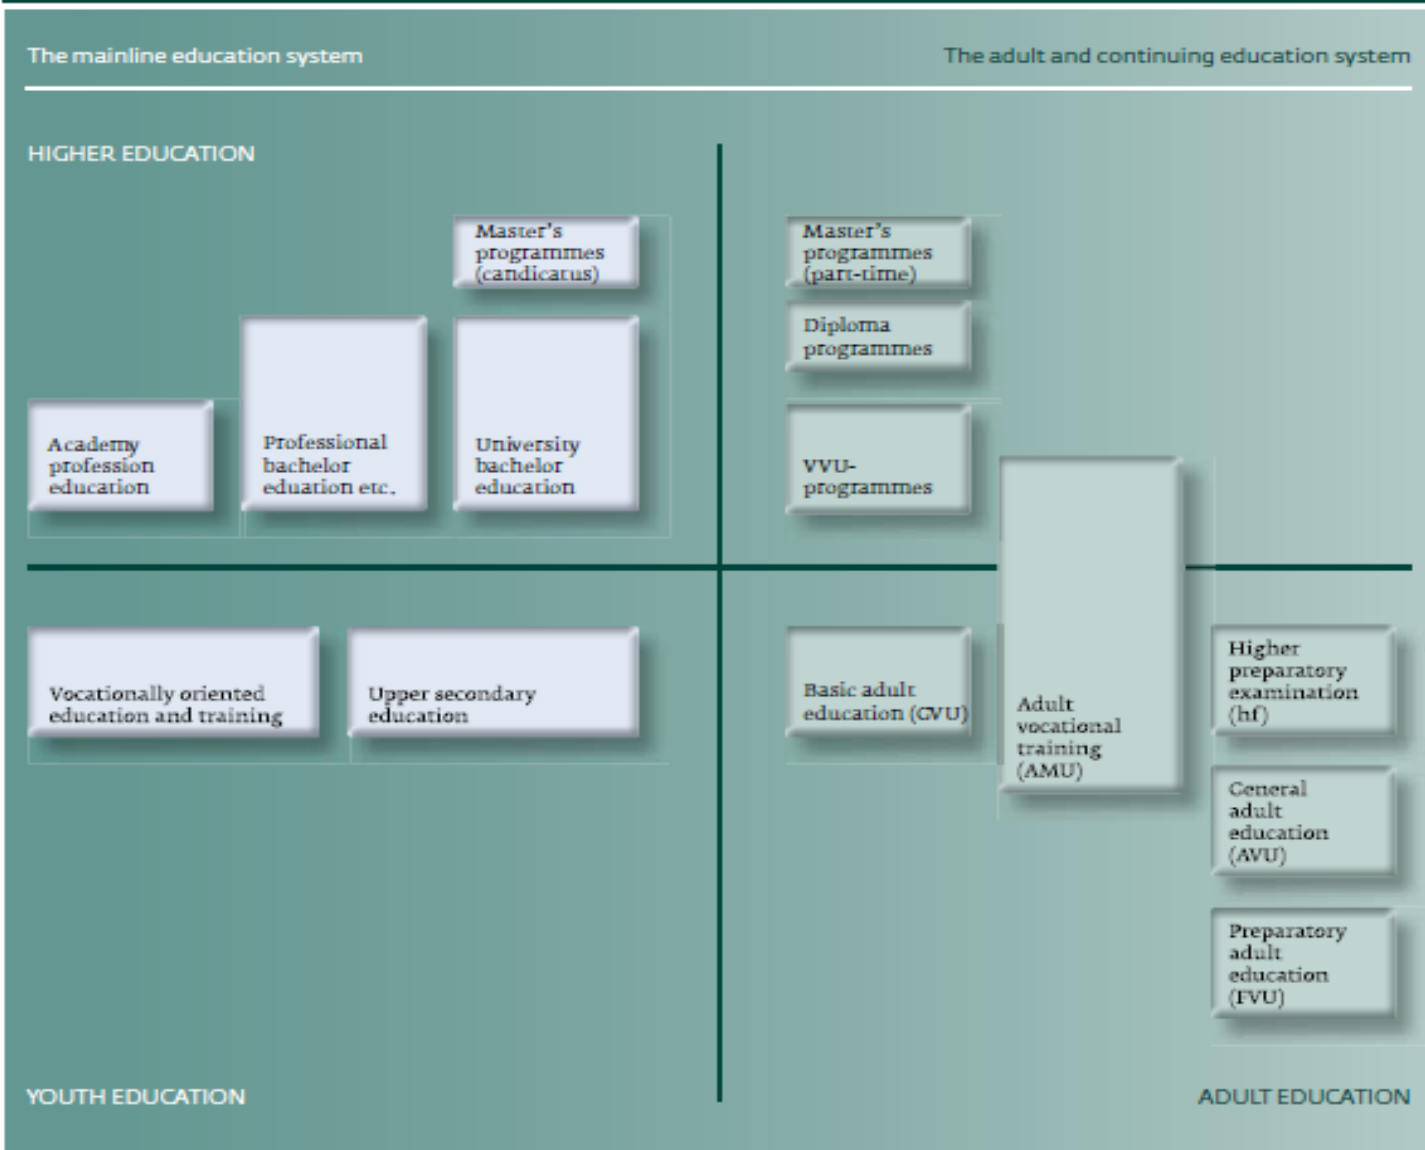 The mainline education system
The adult and continuing education system
HIGHER EDUCATION
Master's
programmes
(candicatus)
Master's
programmes
(part-time)
Diploma
programmes
Academy
profession
education
Professional
bachelor
eduation etc.
University
bachelor
education
VVU-
programmes
Vocationally oriented
education and training
Upper secondary
education
Basic adult
education (GVU)
Adult
vocational
training
(AMU)
Higher
preparatory
examination
(hf)
General
adult
education
(AVU)
Preparatory
adult
education
(FVU)
YOUTH EDUCATION
ADULT EDUCATION